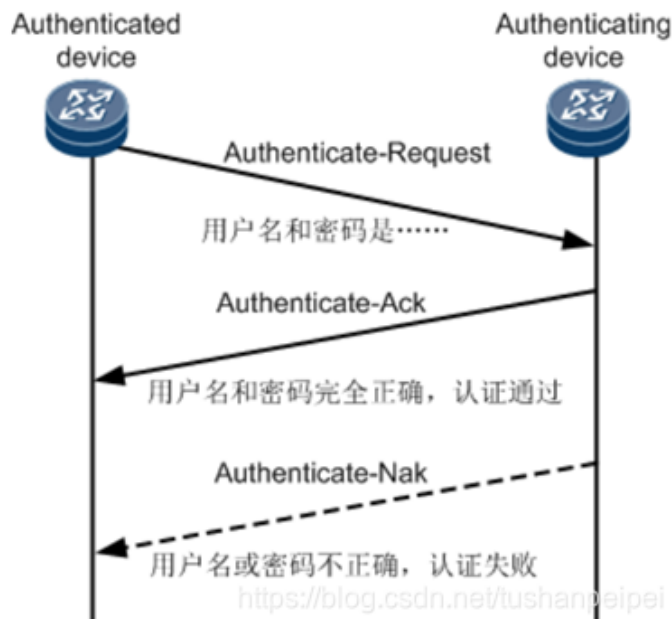 Authenticated
device
Authenticating
device
Authenticate-Request
用户名和密码是……
Authenticate-Ack
用户名和密码完全正确，认证通过
Authenticate-Nak
用户名或密码不正确，认证失败
https://blog.csdn.net/tushanpeipei